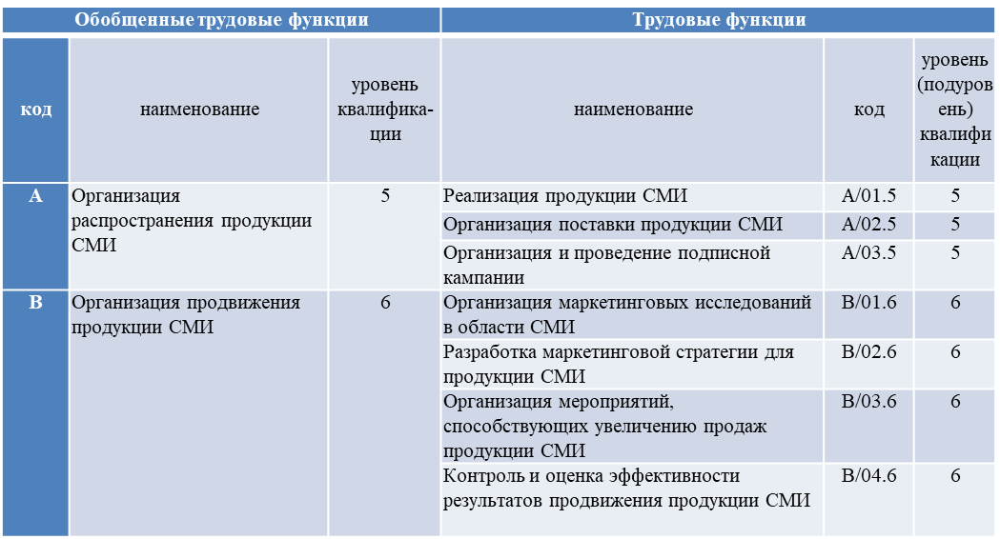 Обобщенные трудовые функции
Трудовые функции
код
наименование
уровень
квалифика-
ции
наименование
код
уровень
(подуров
ень)
квалифи
кации
А
Организация
распространения продукции
СМИ
5
Реализация продукции СМИ
А/01.5
5
Организация поставки продукции СМИ
А/02.5
5
Организация и проведение подписной
кампании
А/03.5
5
В
Организация продвижения
продукции СМИ
6
Организация маркетинговых исследований
в области СМИ
В/01.6
6
Разработка маркетинговой стратегии для
продукции СМИ
В/02.6
6
Организация мероприятий,
способствующих увеличению продаж
продукции СМИ
В/03.6
6
Контроль и оценка эффективности
результатов продвижения продукции СМИ
В/04.6
6